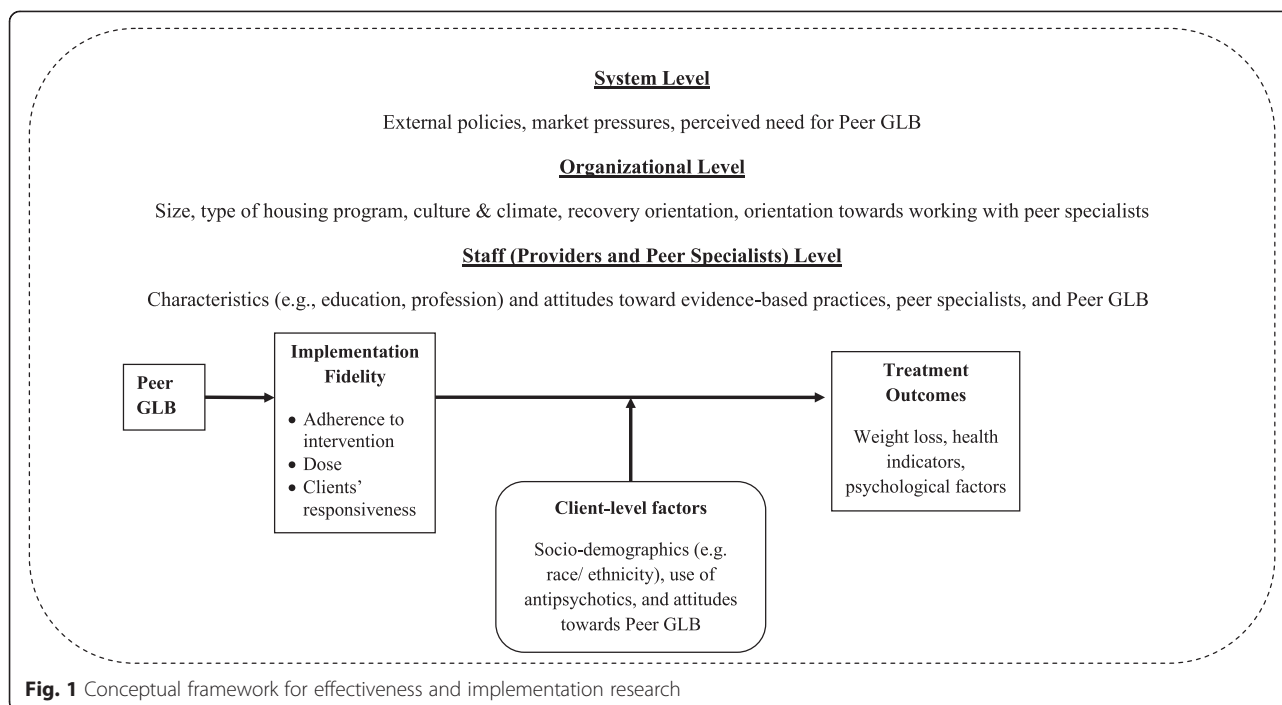 System Level
External policies, market pressures, perceived need for Peer GLB
Organizational Level
Size, type of housing program, culture & climate, recovery orientation, orientation towards working with peer specialists
Staff (Providers and Peer Specialists) Level
Characteristics (e.g., education, profession) and attitudes toward evidence-based practices, peer specialists, and Peer GLB
Peer
GLB
Implementation
Fidelity
• Adherence to
intervention
• Dose
• Clients'
responsiveness
Client-level factors
Socio-demographics (e.g.
race/ ethnicity), use of
antipsychotics, and attitudes
towards Peer GLB
Treatment
Outcomes
Weight loss, health
indicators,
psychological factors
Fig. 1 Conceptual framework for effectiveness and implementation research